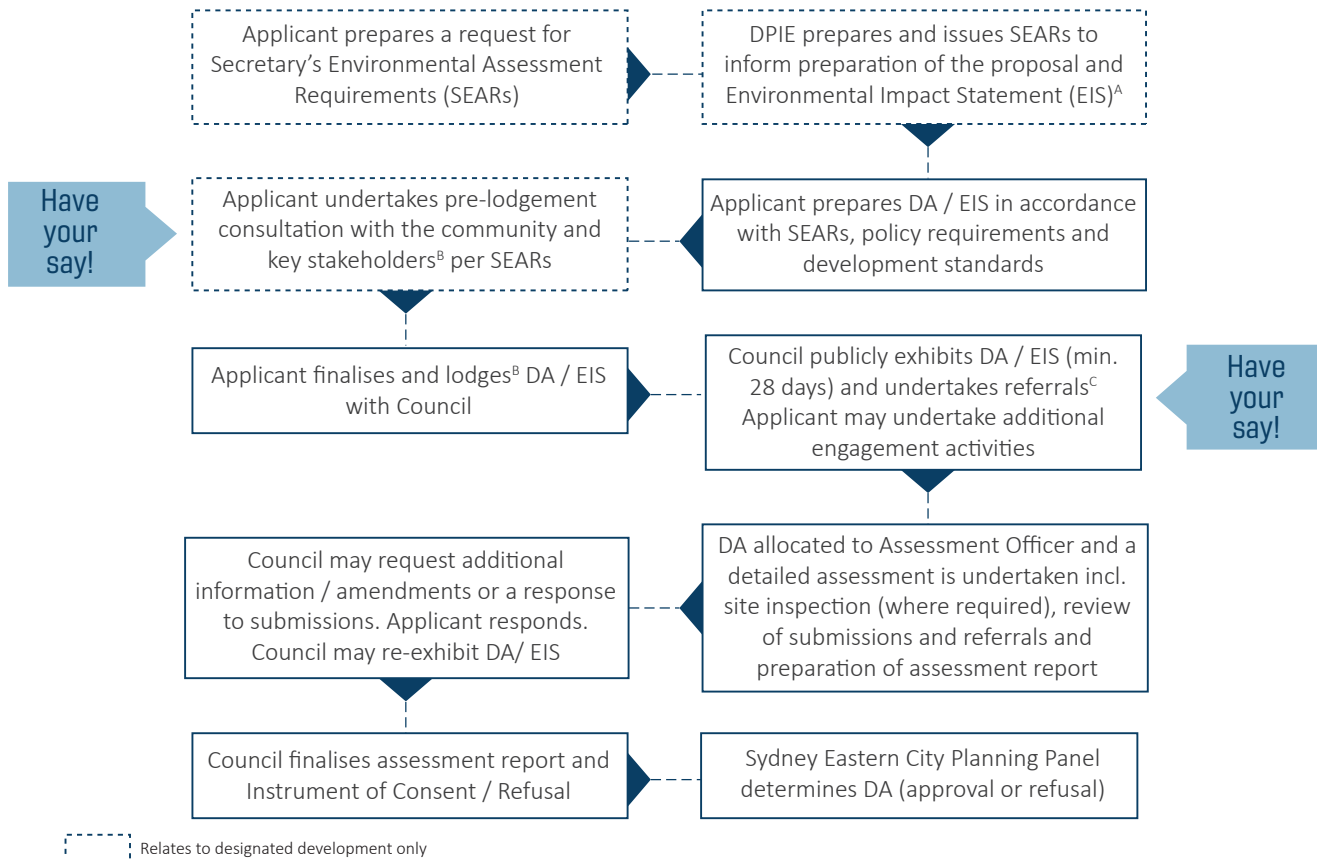 Applicant prepares a request for
Secretary's Environmental Assessment
Requirements (SEARs)
DPIE prepares and issues SEARs to
inform preparation of the proposal and
Environmental Impact Statement (EIS)ᴬ
Have
your
say!
Applicant undertakes pre-lodgement
consultation with the community and
key stakeholdersᴮ per SEARs
Applicant prepares DA / EIS in accordance
with SEARs, policy requirements and
development standards
Applicant finalises and lodgesᴮ DA / EIS
with Council
Council publicly exhibits DA / EIS (min.
28 days) and undertakes referralsᶜ
Applicant may undertake additional
engagement activities
Have
your
say!
Council may request additional
information / amendments or a response
to submissions. Applicant responds.
Council may re-exhibit DA/ EIS
DA allocated to Assessment Officer and a
detailed assessment is undertaken incl.
site inspection (where required), review
of submissions and referrals and
preparation of assessment report
Council finalises assessment report and
Instrument of Consent / Refusal
Sydney Eastern City Planning Panel
determines DA (approval or refusal)
Relates to designated development only